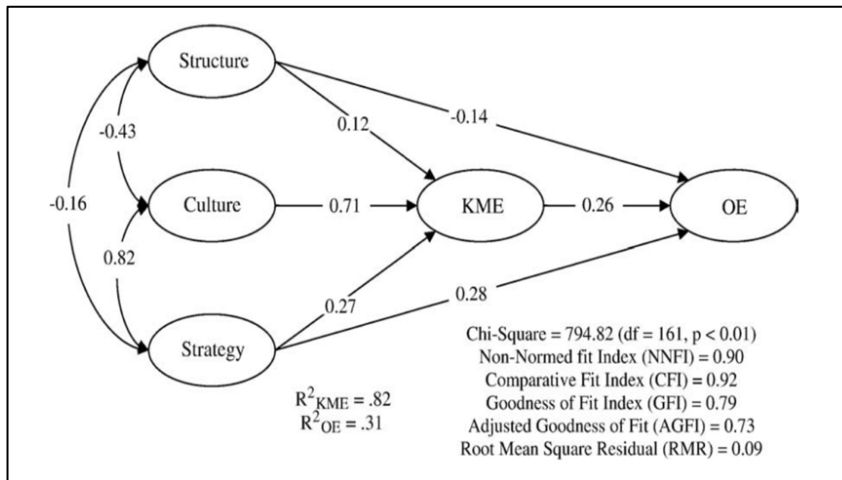 Structure
-0.43
0.12
-0.14
-0.16
Culture
0.71
KME
0.26
OE
0.82
0.27
0.28
Strategy
R²KME = .82
R²OE = .31
Chi-Square = 794.82 (df = 161, p < 0.01)
Non-Normed fit Index (NNFI) = 0.90
Comparative Fit Index (CFI) = 0.92
Goodness of Fit Index (GFI) = 0.79
Adjusted Goodness of Fit (AGFI) = 0.73
Root Mean Square Residual (RMR) = 0.09